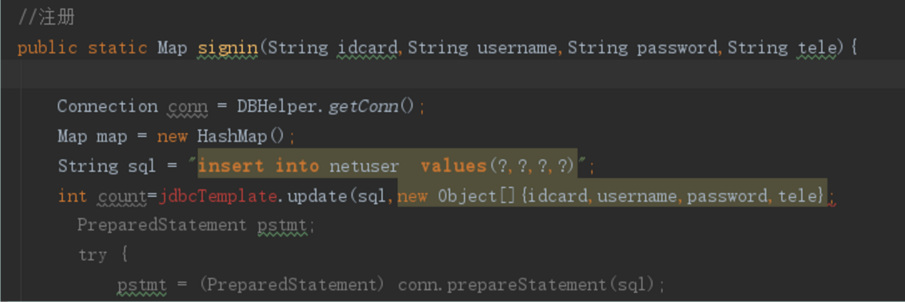 //注册
public static Map signin(String idcard,String username,String password,String tele){
Connection conn = DBHelper.getConn();
Map map = new HashMap();
String sql = "insert into netuser  values(?,?,?,?)";
int count=jdbcTemplate.update(sql,new Object[]{idcard,username,password,tele};
PreparedStatement pstmt;
try {
pstmt = (PreparedStatement) conn.prepareStatement(sql);